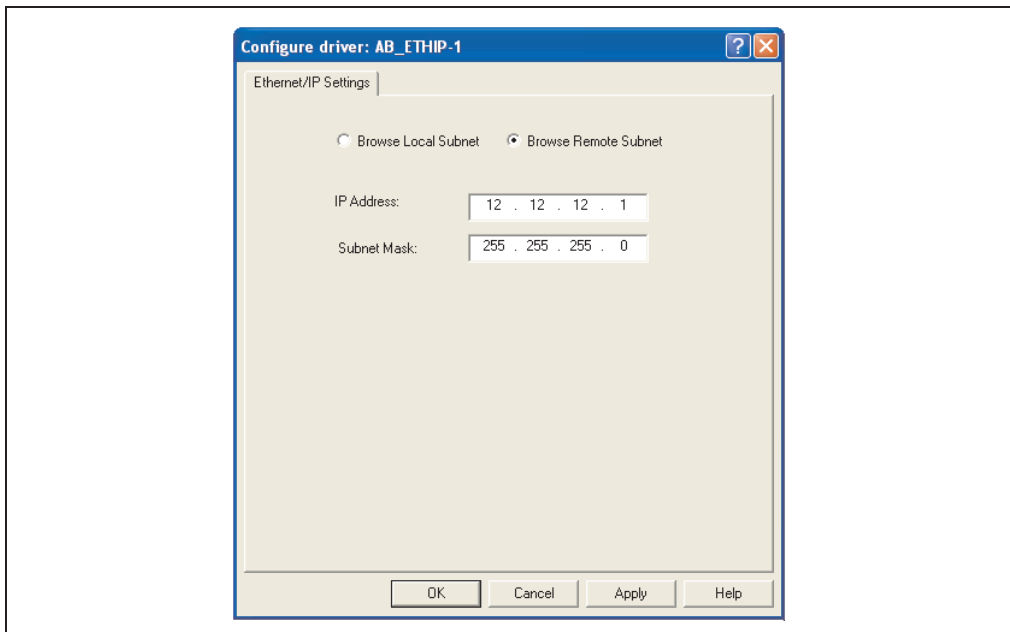 Configure driver: AB_ETHIP-1
Ethernet/IP Settings
Browse Local Subnet Browse Remote Subnet
IP Address: 12 . 12 . 12 . 1
Subnet Mask: 255 . 255 . 255 . 0
OK Cancel Apply Help